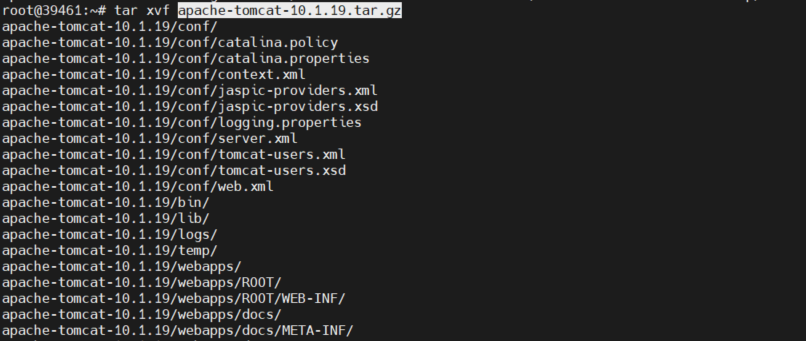 root@39461:~# tar xvf apache-tomcat-10.1.19.tar.gz
apache-tomcat-10.1.19/conf/
apache-tomcat-10.1.19/conf/catalina.policy
apache-tomcat-10.1.19/conf/catalina.properties
apache-tomcat-10.1.19/conf/context.xml
apache-tomcat-10.1.19/conf/jaspic-providers.xml
apache-tomcat-10.1.19/conf/jaspic-providers.xsd
apache-tomcat-10.1.19/conf/logging.properties
apache-tomcat-10.1.19/conf/server.xml
apache-tomcat-10.1.19/conf/tomcat-users.xml
apache-tomcat-10.1.19/conf/tomcat-users.xsd
apache-tomcat-10.1.19/conf/web.xml
apache-tomcat-10.1.19/bin/
apache-tomcat-10.1.19/lib/
apache-tomcat-10.1.19/logs/
apache-tomcat-10.1.19/temp/
apache-tomcat-10.1.19/webapps/
apache-tomcat-10.1.19/webapps/ROOT/
apache-tomcat-10.1.19/webapps/ROOT/WEB-INF/
apache-tomcat-10.1.19/webapps/docs/
apache-tomcat-10.1.19/webapps/docs/META-INF/